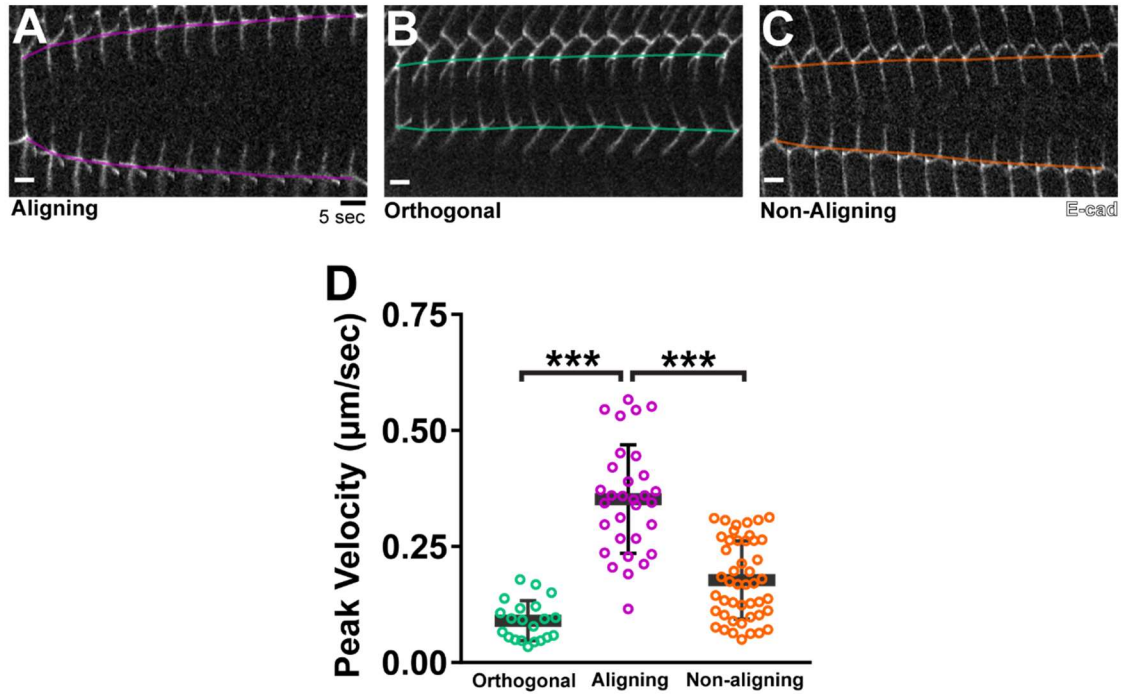 A
B
C
Aligning
5 sec
Orthogonal
Non-Aligning
E-cad
D
Peak Velocity (µm/sec)
0.75
0.50
0.25
0.00
***
***
Orthogonal
Aligning
Non-aligning